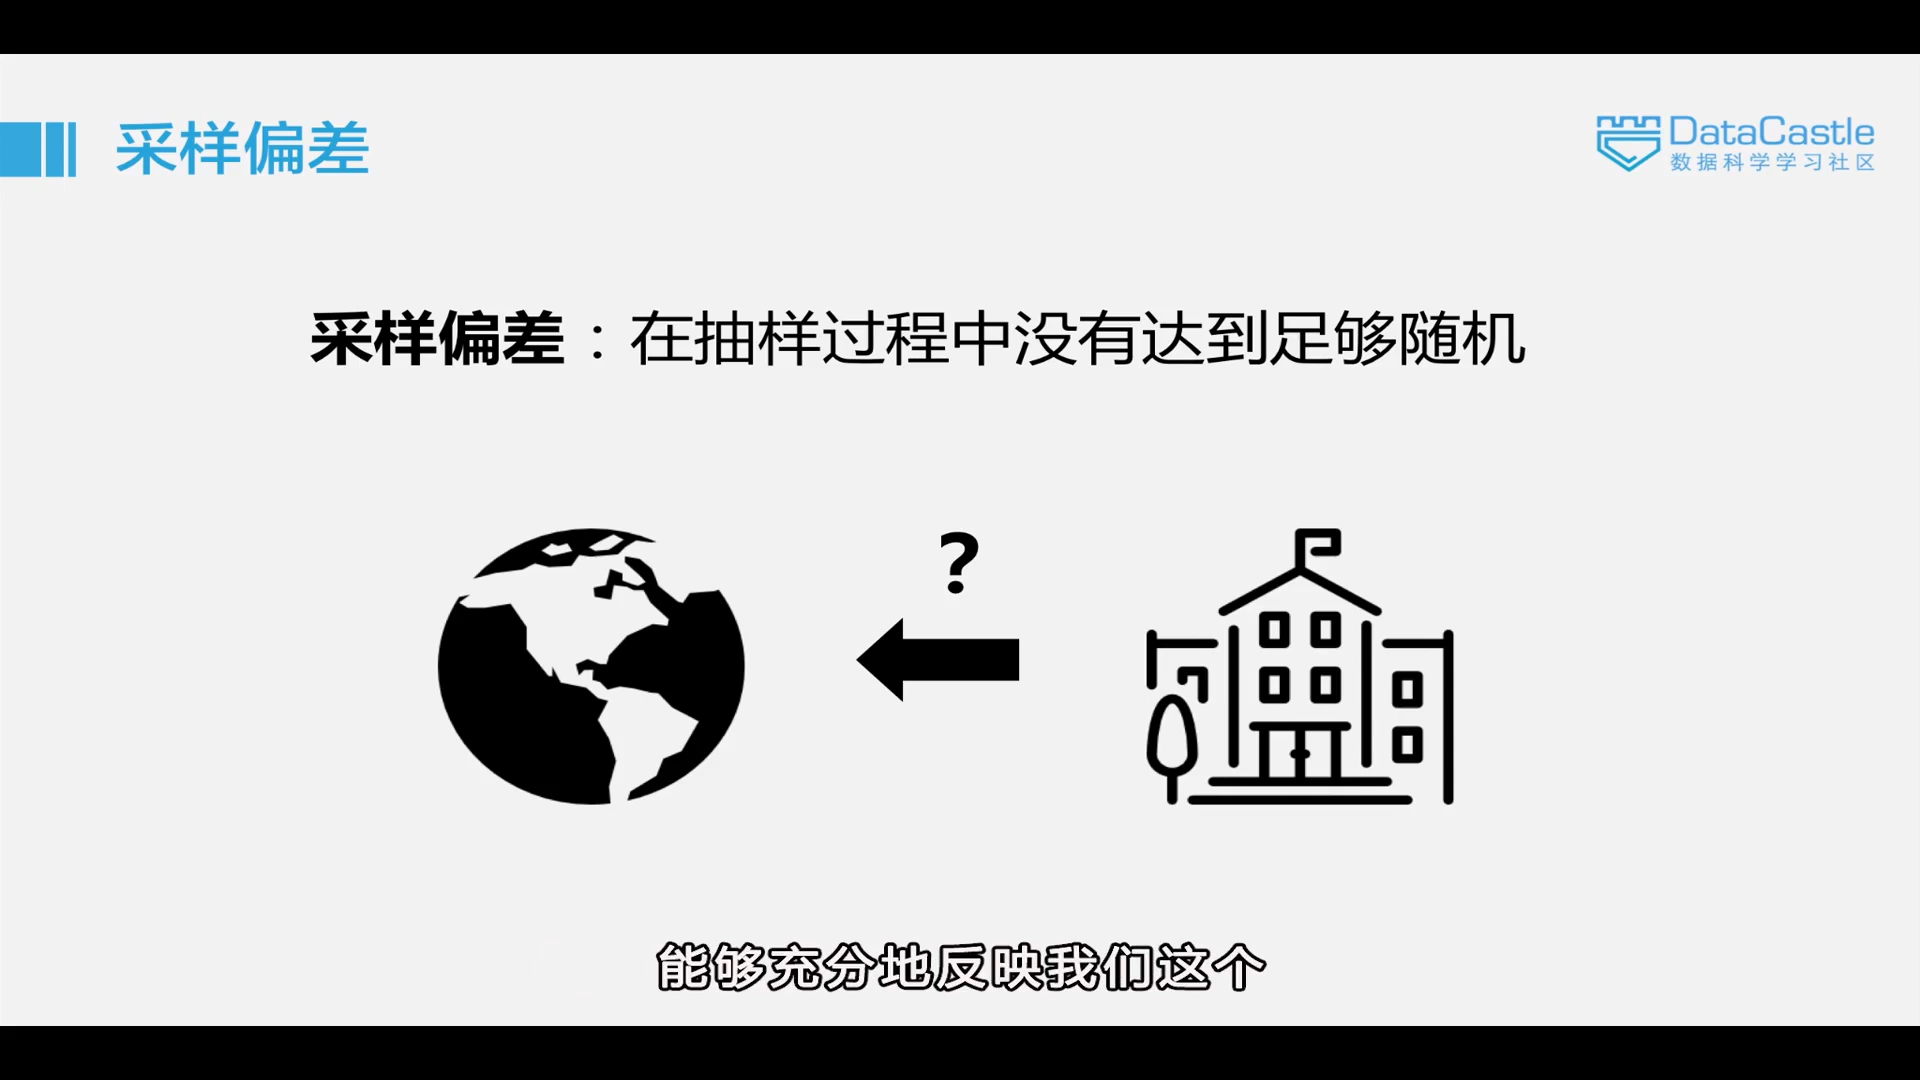 采样偏差
DataCastle
数据科学学习社区
采样偏差：在抽样过程中没有达到足够随机
?
能够充分地反映我们这个